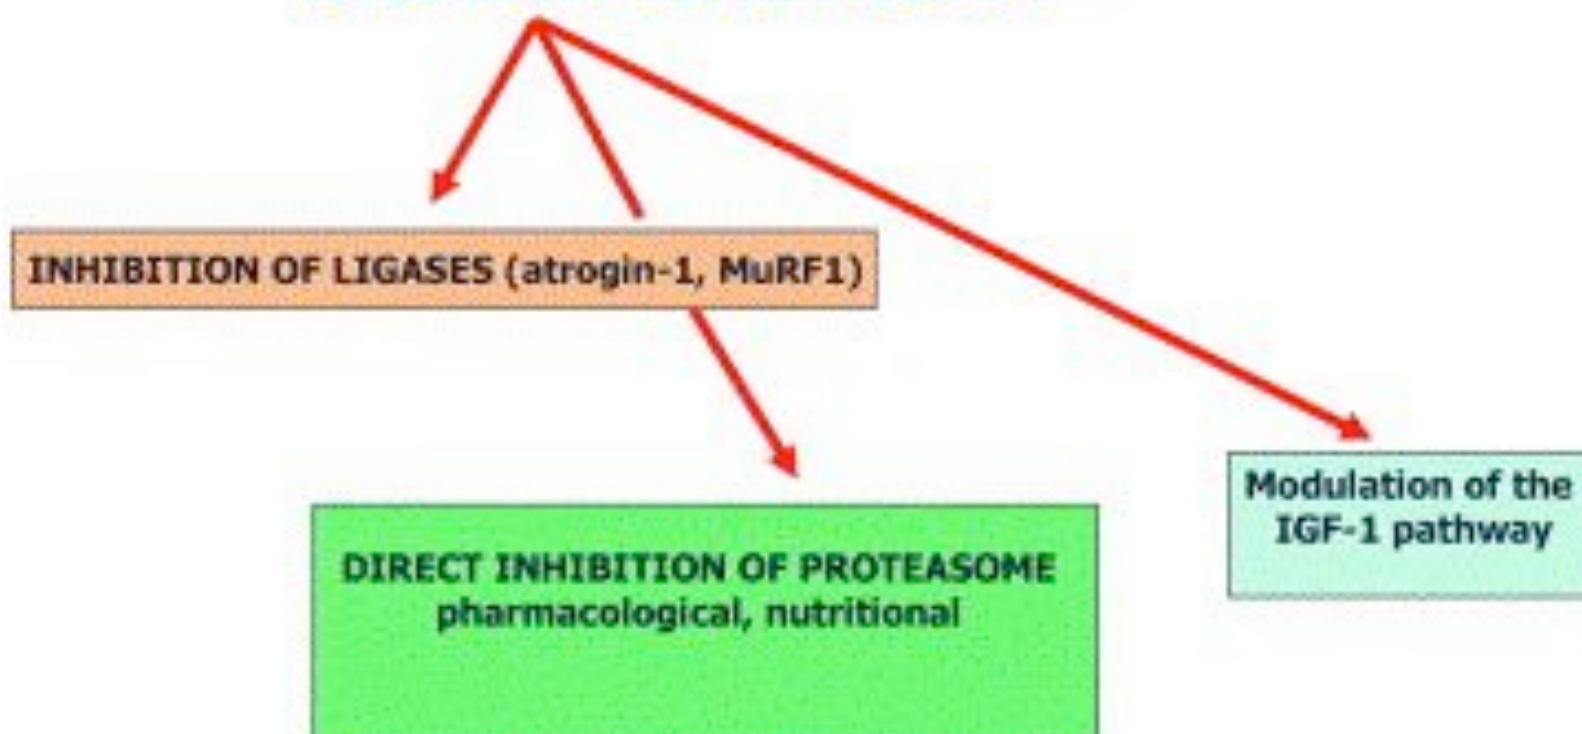 INHIBITION OF LIGASES (atrogin-1, MuRF1)
DIRECT INHIBITION OF PROTEASOME
pharmacological, nutritional
Modulation of the
IGF-1 pathway